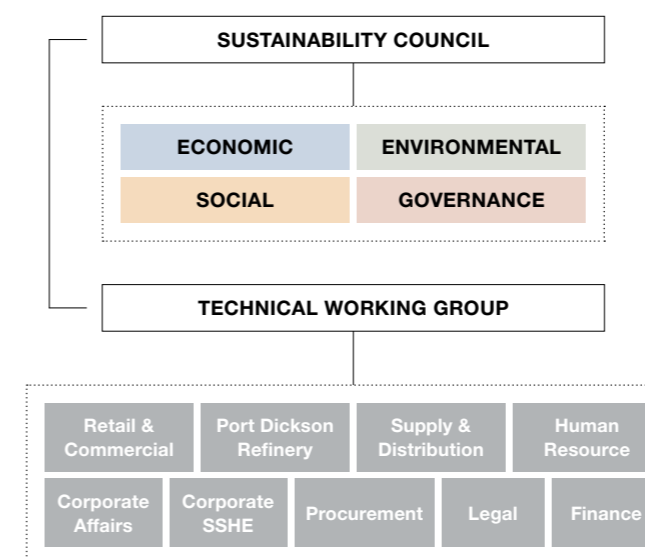 SUSTAINABILITY COUNCIL
ECONOMIC
ENVIRONMENTAL
SOCIAL
GOVERNANCE
TECHNICAL WORKING GROUP
Retail &
Commercial
Port Dickson
Refinery
Supply &
Distribution
Human
Resource
Corporate
Affairs
Corporate
SSHE
Procurement
Legal
Finance